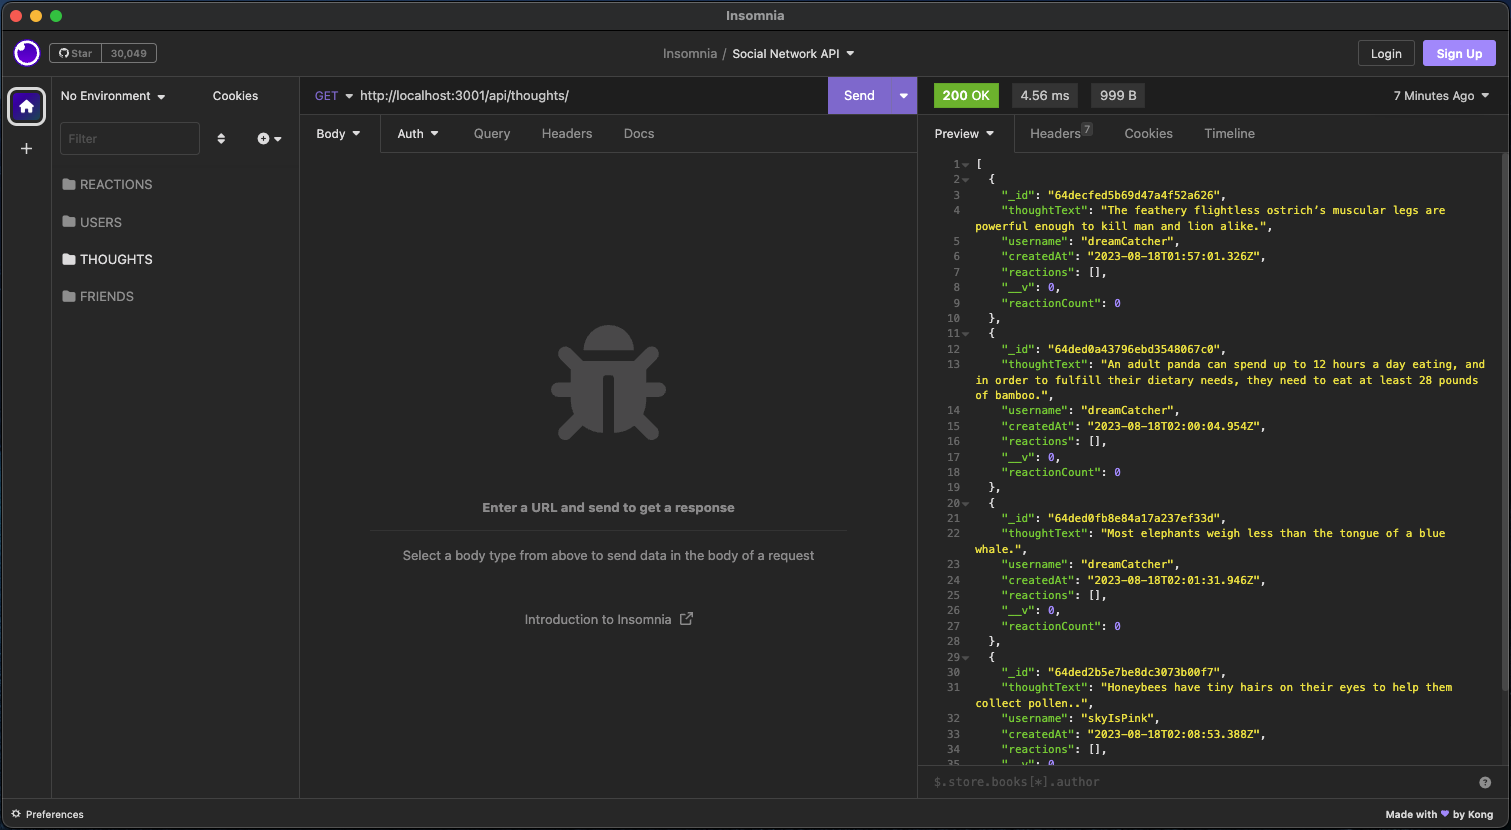 Insomnia
Star 30,049
Insomnia / Social Network API
Login
Sign Up
No Environment
Cookies
GET http://localhost:3001/api/thoughts/
Send
200 OK
4.56 ms
999 B
7 Minutes Ago
Filter
Body
Auth
Query
Headers
Docs
Preview
Headers 7
Cookies
Timeline
REACTIONS
USERS
THOUGHTS
FRIENDS
Enter a URL and send to get a response
Select a body type from above to send data in the body of a request
Introduction to Insomnia
1 [
2 {
3 "_id": "64decfed5b69d47a4f52a626",
4 "thoughtText": "The feathery flightless ostrich’s muscular legs are
powerful enough to kill man and lion alike.",
5 "username": "dreamCatcher",
6 "createdAt": "2023-08-18T01:57:01.326Z",
7 "reactions": [],
8 "__v": 0,
9 "reactionCount": 0
10 },
11 {
12 "_id": "64ded0a43796ebd3548067c0",
13 "thoughtText": "An adult panda can spend up to 12 hours a day eating, and
in order to fulfill their dietary needs, they need to eat at least 28 pounds
of bamboo.",
14 "username": "dreamCatcher",
15 "createdAt": "2023-08-18T02:00:04.954Z",
16 "reactions": [],
17 "__v": 0,
18 "reactionCount": 0
19 },
20 {
21 "_id": "64ded0fb8e84a17a237ef33d",
22 "thoughtText": "Most elephants weigh less than the tongue of a blue
whale.",
23 "username": "dreamCatcher",
24 "createdAt": "2023-08-18T02:01:31.946Z",
25 "reactions": [],
26 "__v": 0,
27 "reactionCount": 0
28 },
29 {
30 "_id": "64ded2b5e7be8dc3073b00f7",
31 "thoughtText": "Honeybees have tiny hairs on their eyes to help them
collect pollen..",
32 "username": "skyIsPink",
33 "createdAt": "2023-08-18T02:08:53.388Z",
34 "reactions": [],
35 "__v": 0
$.store.books[*].author
Preferences
Made with ♥ by Kong